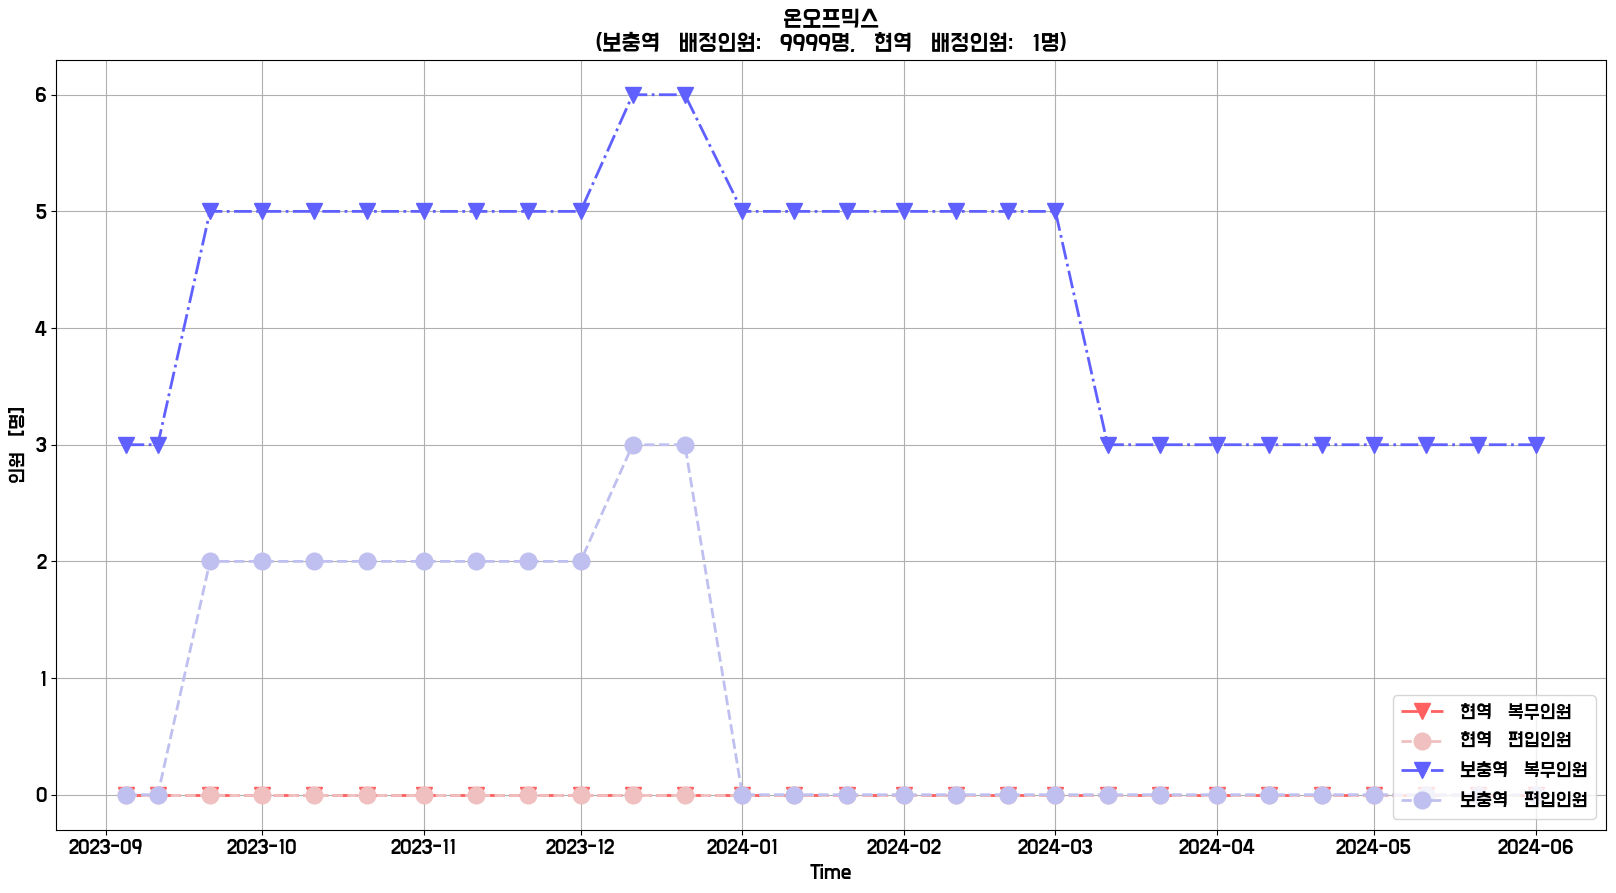 온오프믹스
(보충역 배정인원: 9999명, 현역 배정인원: 1명)
인원 [명]
6
5
4
3
2
1
0
현역 복무인원
현역 편입인원
보충역 복무인원
보충역 편입인원
2023-09 2023-10 2023-11 2023-12 2024-01 2024-02 2024-03 2024-04 2024-05 2024-06
Time